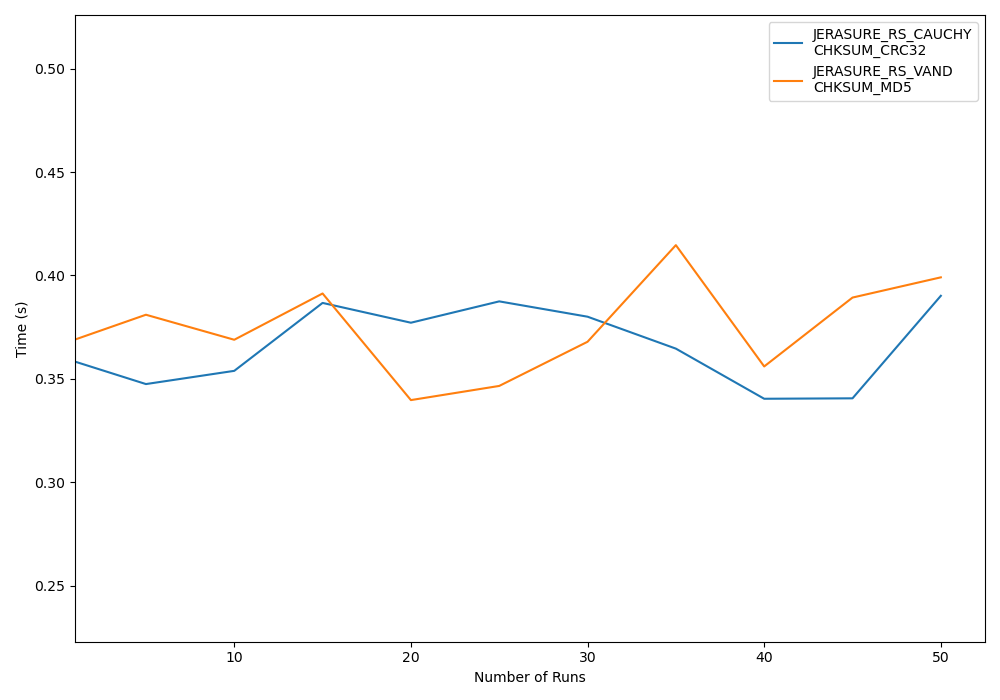 JERASURE_RS_CAUCHY
CHKSUM_CRC32
JERASURE_RS_VAND
CHKSUM_MD5
0.50
0.45
0.40
0.35
0.30
0.25
Time (s)
10 20 30 40 50
Number of Runs